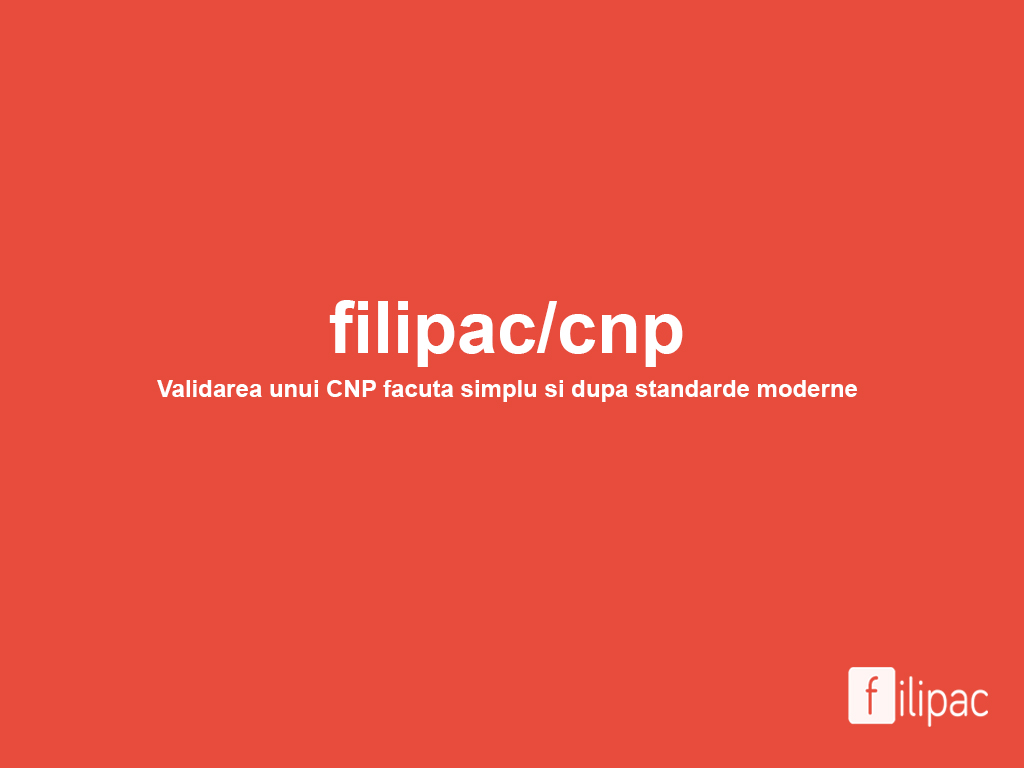 filipac/cnp
Validarea unui CNP facuta simplu si dupa standarde moderne
filipac